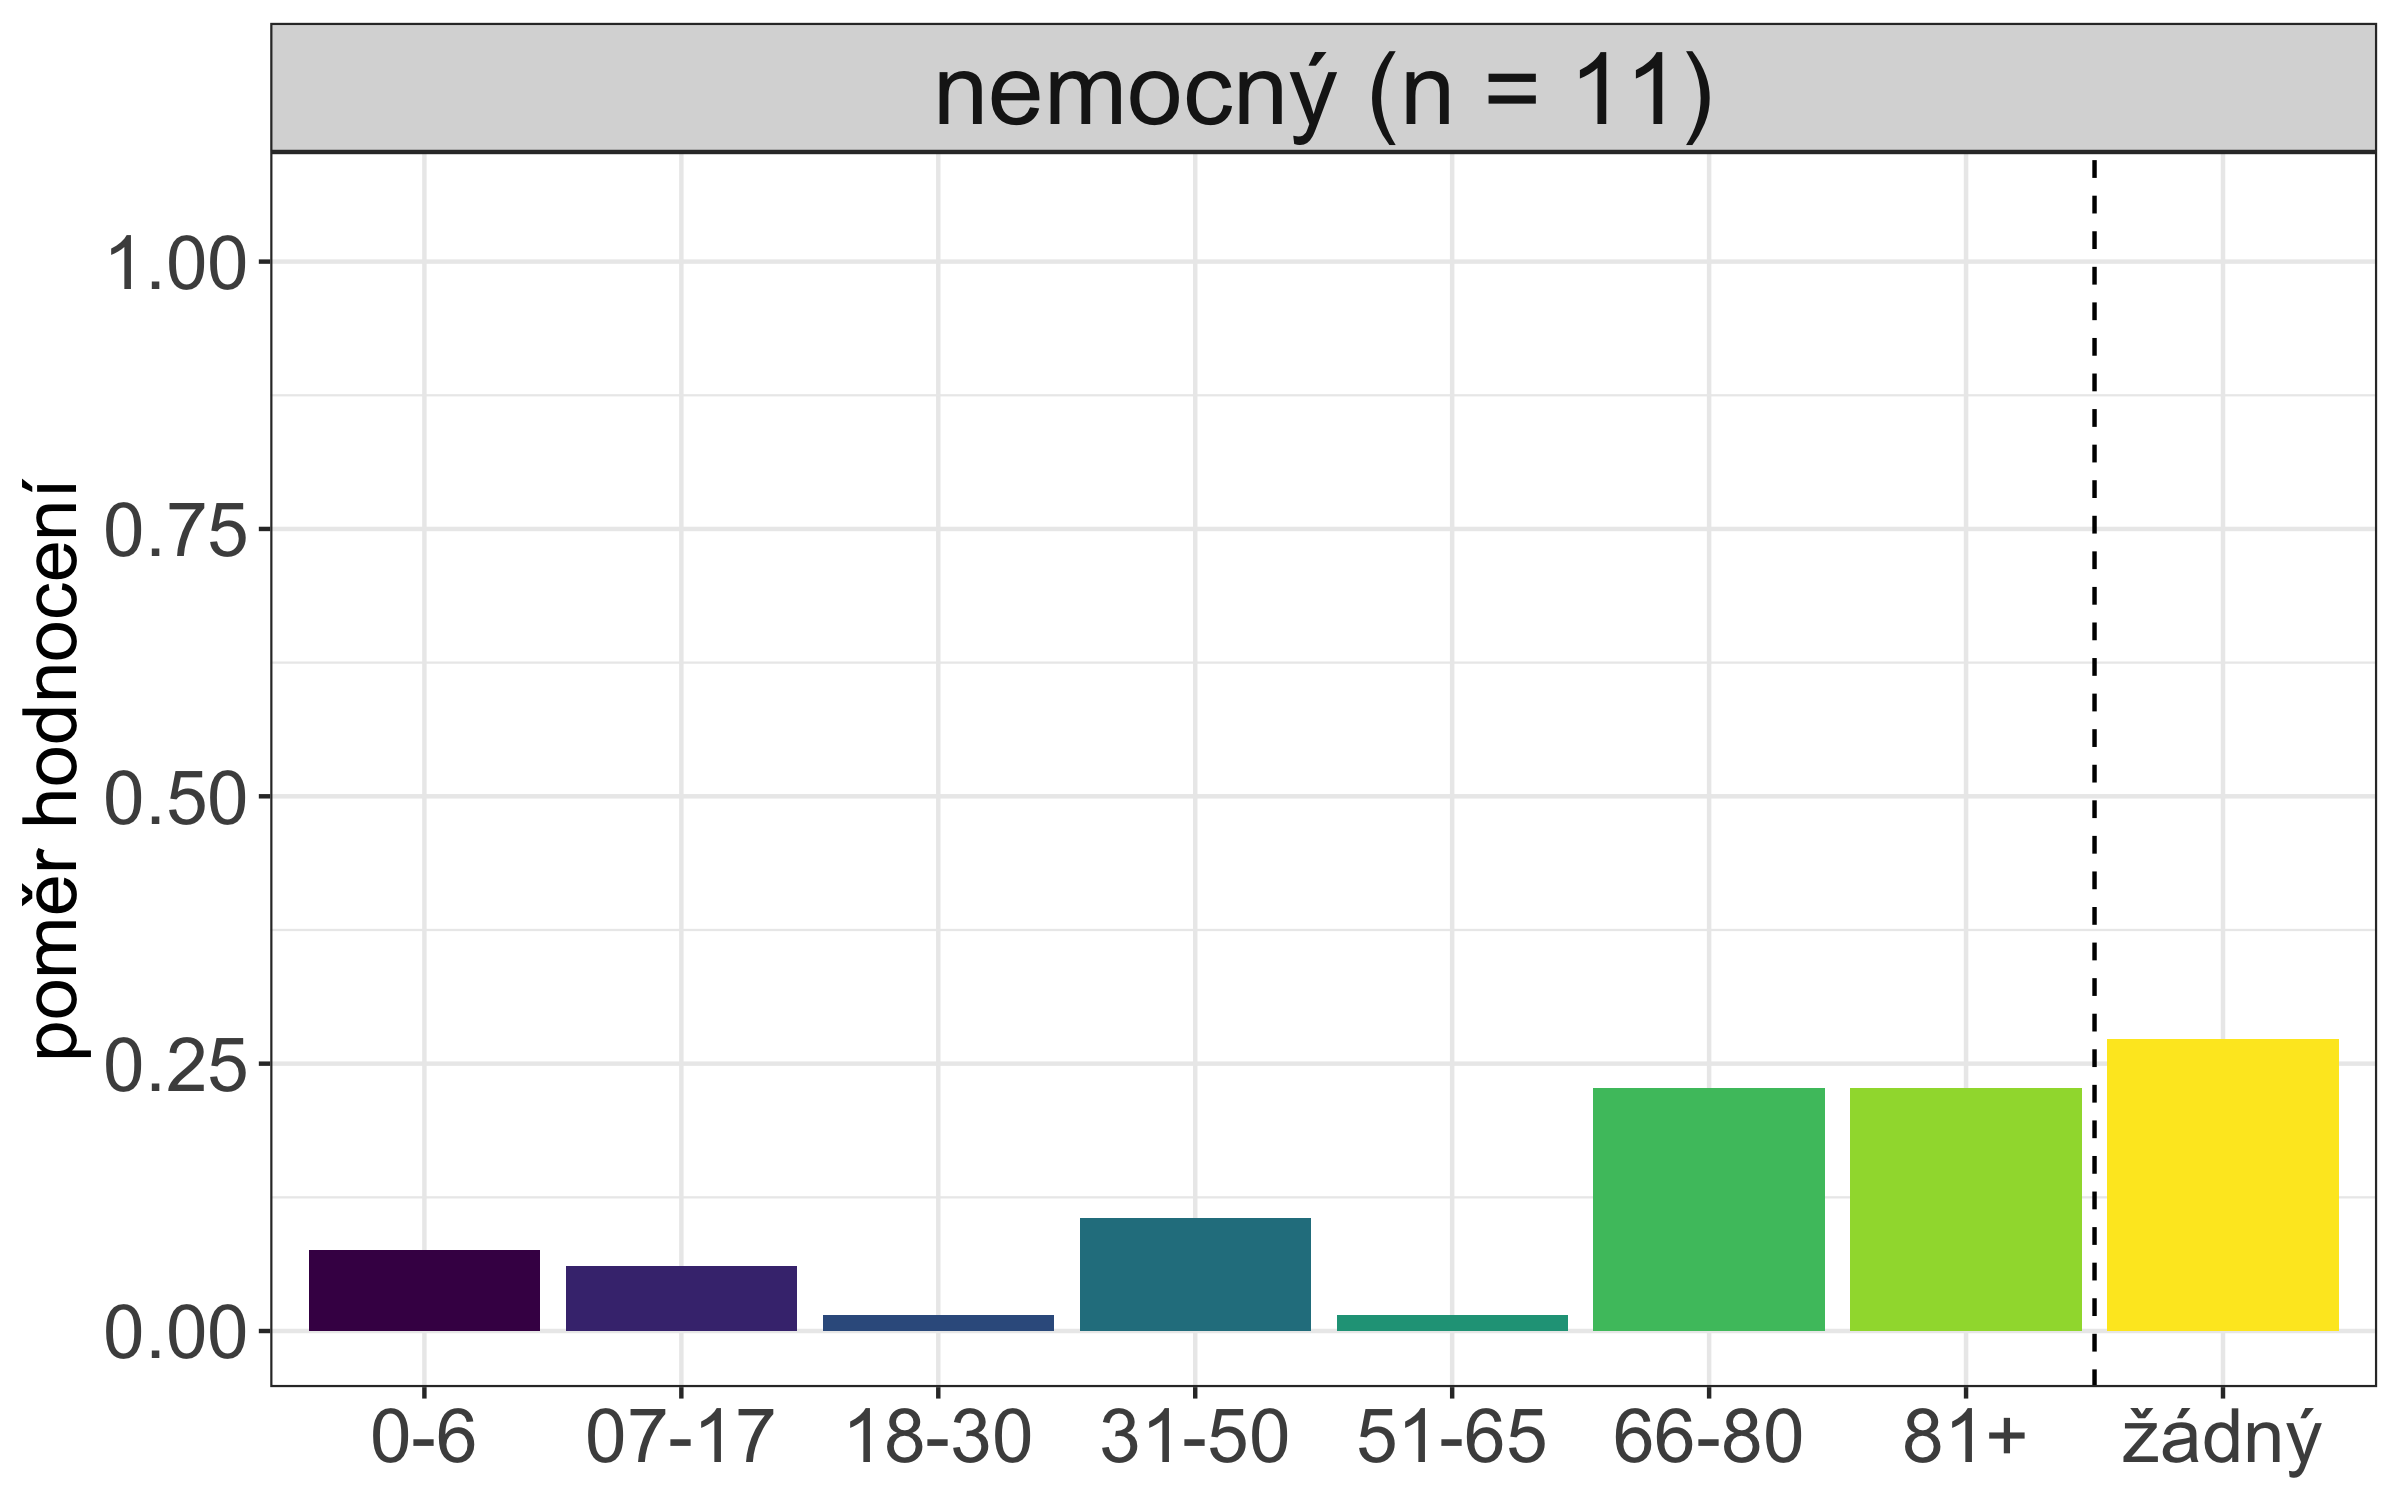 nemocný (n = 11)
poměr hodnocení
1.00
0.75
0.50
0.25
0.00
0-6 07-17 18-30 31-50 51-65 66-80 81+ žádný